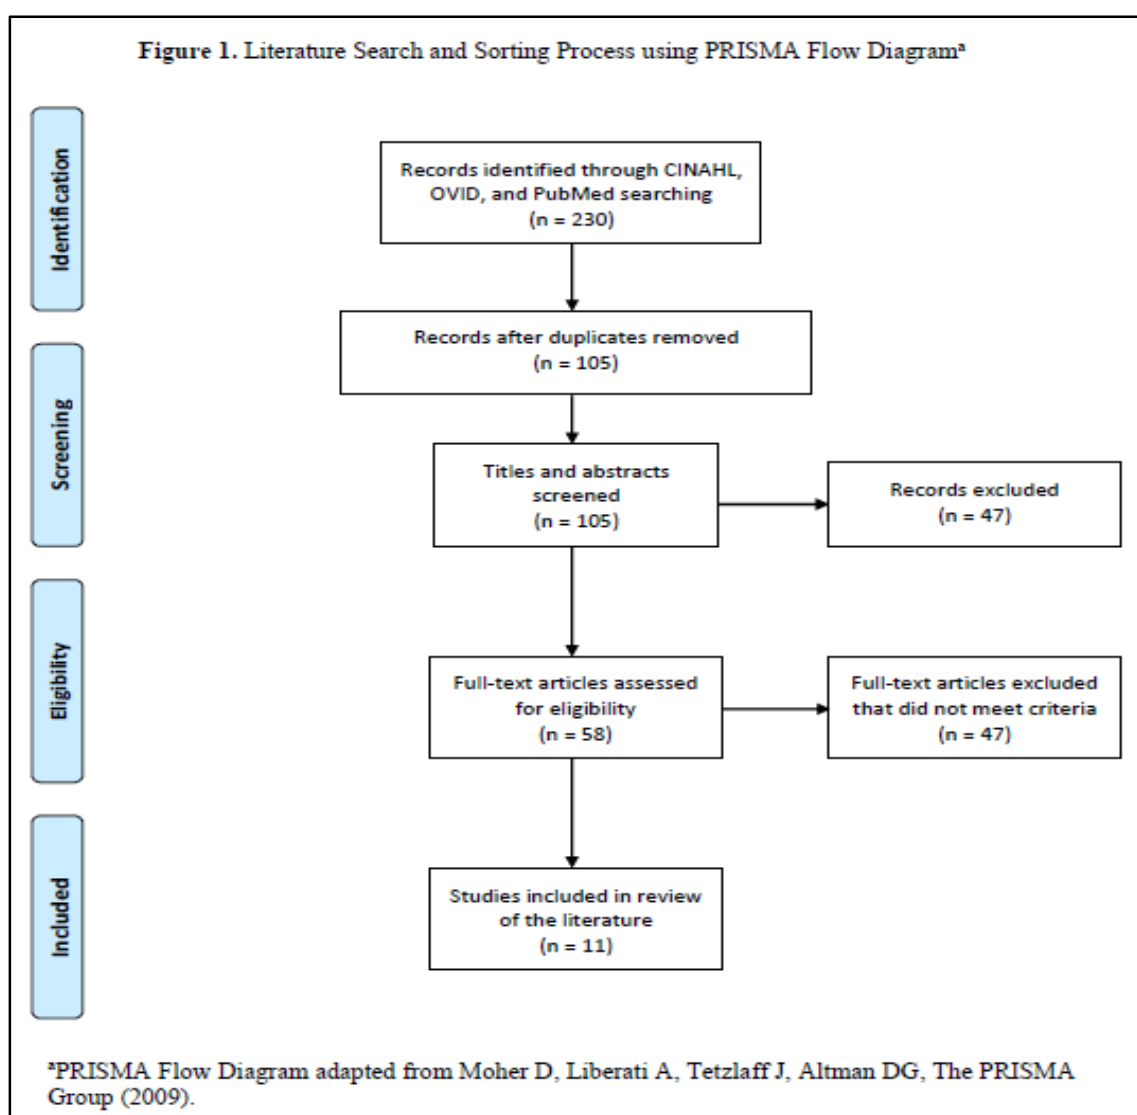 Figure 1. Literature Search and Sorting Process using PRISMA Flow Diagramᵃ
Identification
Records identified through CINAHL,
OVID, and PubMed searching
(n = 230)
Records after duplicates removed
(n = 105)
Screening
Titles and abstracts
screened
(n = 105)
Records excluded
(n = 47)
Eligibility
Full-text articles assessed
for eligibility
(n = 58)
Full-text articles excluded
that did not meet criteria
(n = 47)
Included
Studies included in review
of the literature
(n = 11)
ᵃPRISMA Flow Diagram adapted from Moher D, Liberati A, Tetzlaff J, Altman DG, The PRISMA
Group (2009).